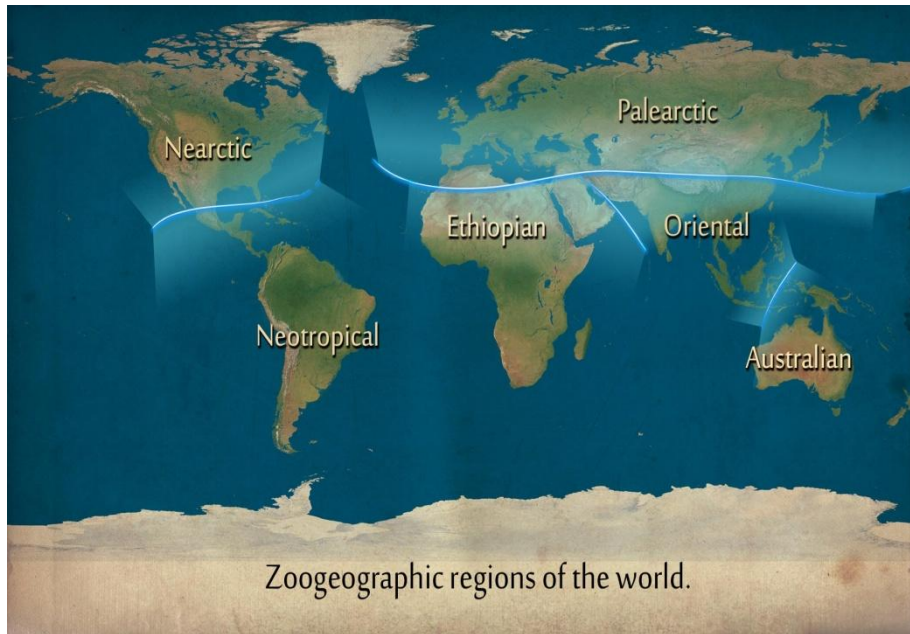 Palearctic
Nearctic
Ethiopian
Oriental
Neotropical
Australian
Zoogeographic regions of the world.